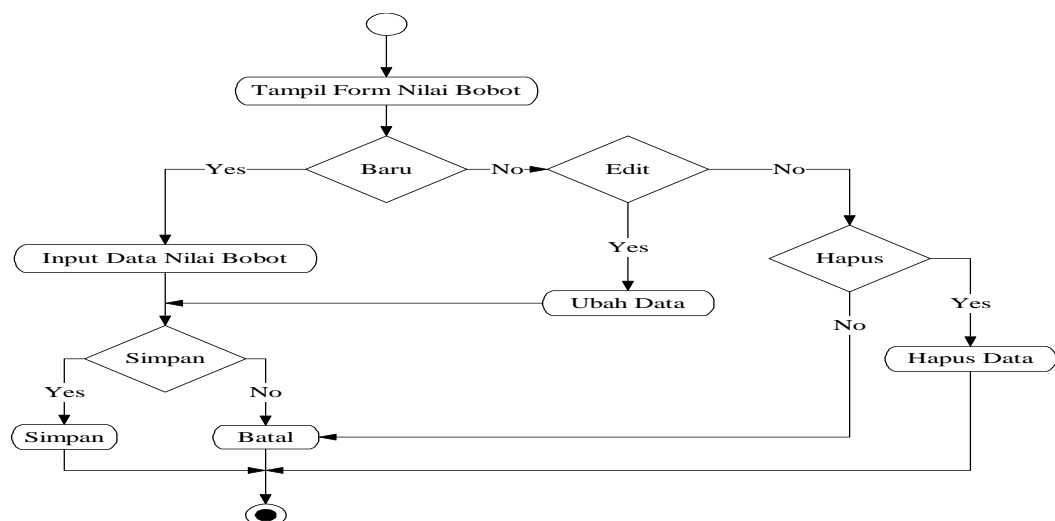 Tampil Form Nilai Bobot
Yes
Baru
No
Edit
No
Yes
Input Data Nilai Bobot
Hapus
Ubah Data
Yes
No
Simpan
Hapus Data
Yes
No
Simpan
Batal